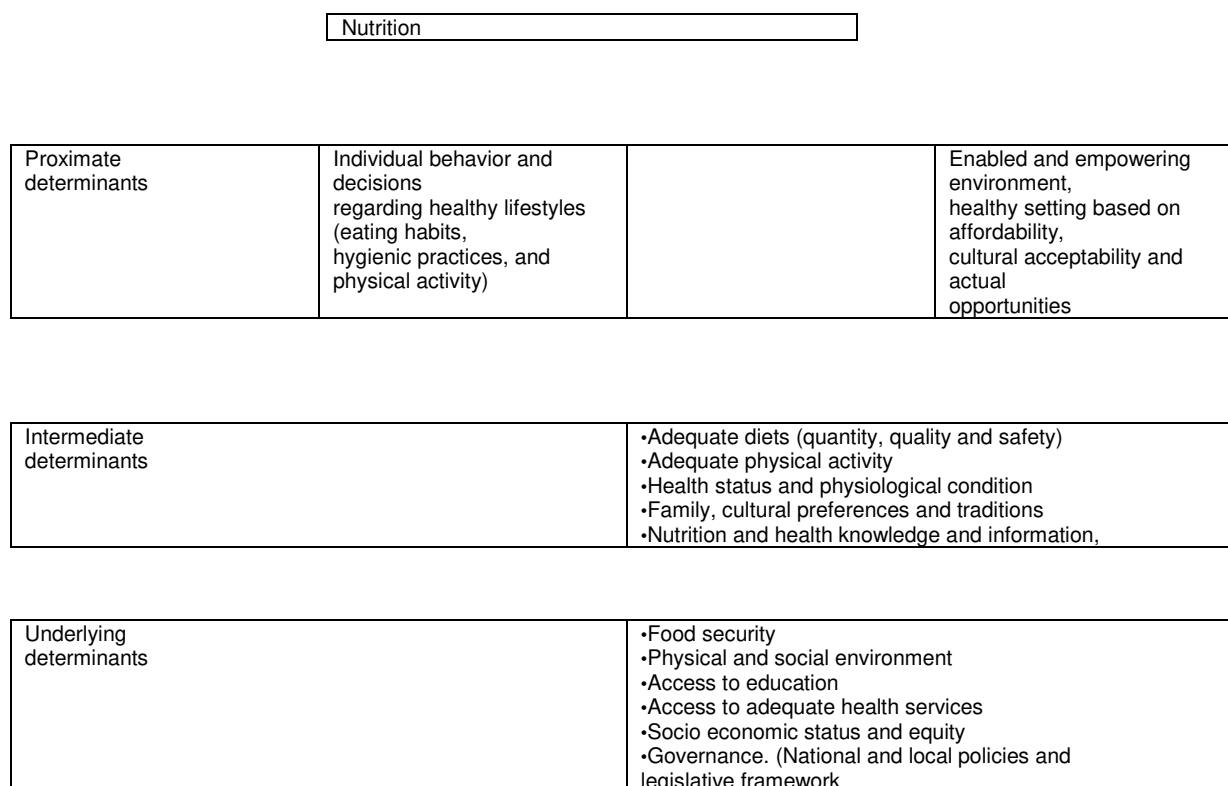 Nutrition
Proximate
determinants
Individual behavior and
decisions
regarding healthy lifestyles
(eating habits,
hygienic practices, and
physical activity)
Enabled and empowering
environment,
healthy setting based on
affordability,
cultural acceptability and
actual
opportunities
Intermediate
determinants
•Adequate diets (quantity, quality and safety)
•Adequate physical activity
•Health status and physiological condition
•Family, cultural preferences and traditions
•Nutrition and health knowledge and information,
Underlying
determinants
•Food security
•Physical and social environment
•Access to education
•Access to adequate health services
•Socio economic status and equity
•Governance. (National and local policies and
legislative framework